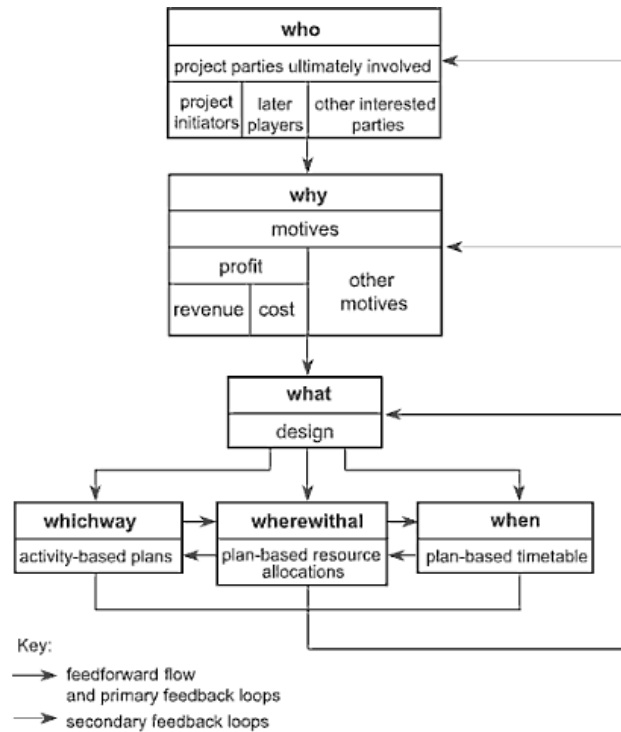 who
project parties ultimately involved
project initiators
later players
other interested parties
why
motives
profit
other motives
revenue
cost
what
design
whichway
activity-based plans
wherewithal
plan-based resource
allocations
when
plan-based timetable
Key:
feedforward flow
and primary feedback loops
secondary feedback loops